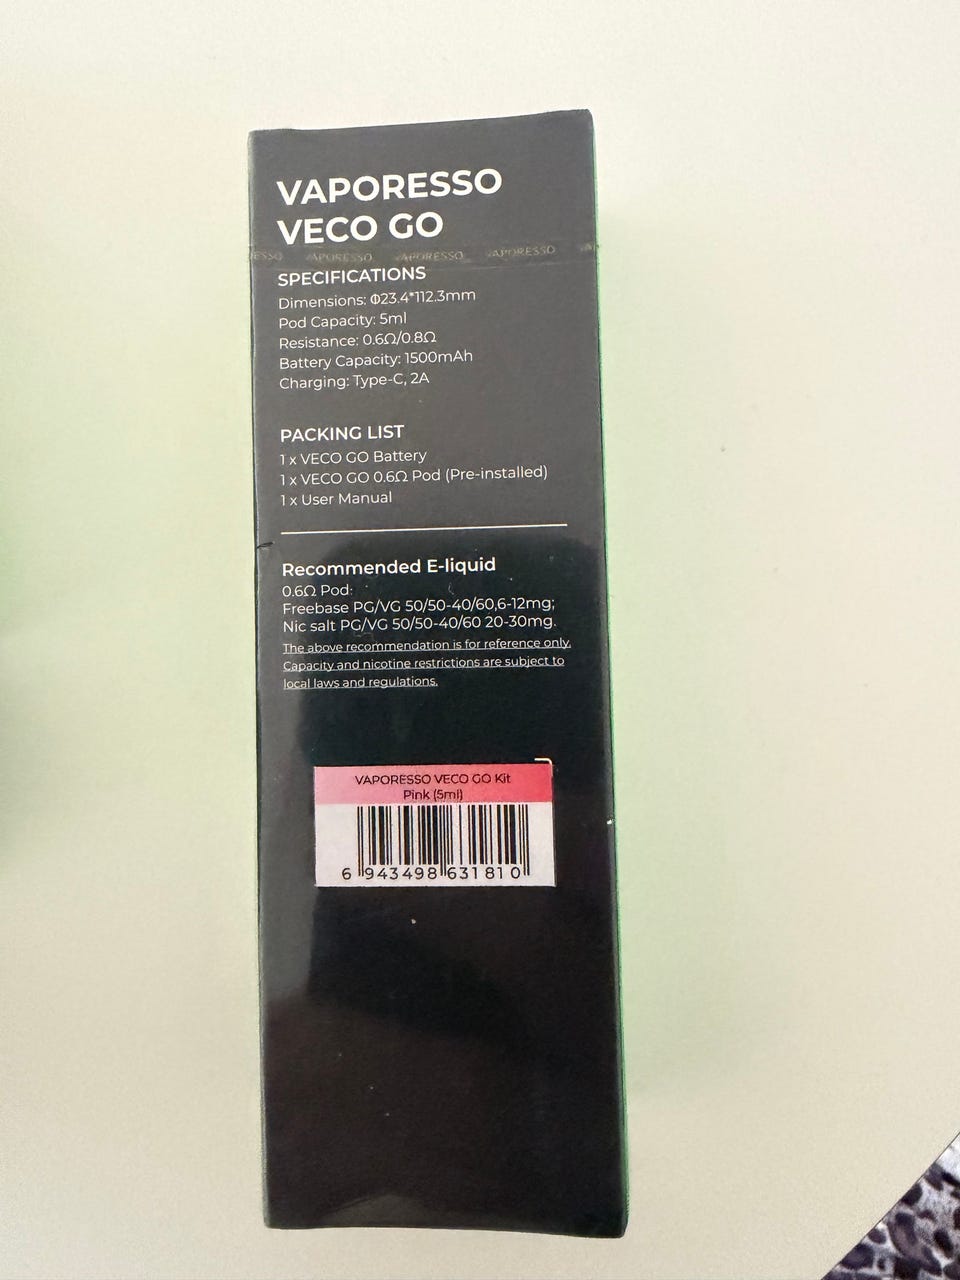 VAPORESSO
VECO GO
ESSO VAPORESSO VAPORESSO VAPORESSO
SPECIFICATIONS
Dimensions: Φ23.4*112.3mm
Pod Capacity: 5ml
Resistance: 0.6Ω/0.8Ω
Battery Capacity: 1500mAh
Charging: Type-C, 2A
PACKING LIST
1 x VECO GO Battery
1 x VECO GO 0.6Ω Pod (Pre-installed)
1 x User Manual
Recommended E-liquid
0.6Ω Pod:
Freebase PG/VG 50/50-40/60,6-12mg;
Nic salt PG/VG 50/50-40/60 20-30mg.
The above recommendation is for reference only.
Capacity and nicotine restrictions are subject to
local laws and regulations.
VAPORESSO VECO GO Kit
Pink (5ml)
6 943498 631810